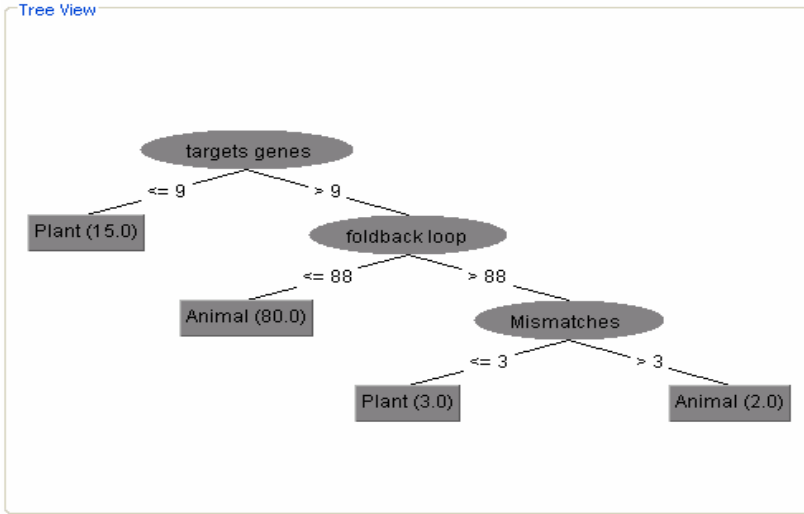 Tree View
targets genes
<= 9
> 9
Plant (15.0)
foldback loop
<= 88
> 88
Animal (80.0)
Mismatches
<= 3
> 3
Plant (3.0)
Animal (2.0)